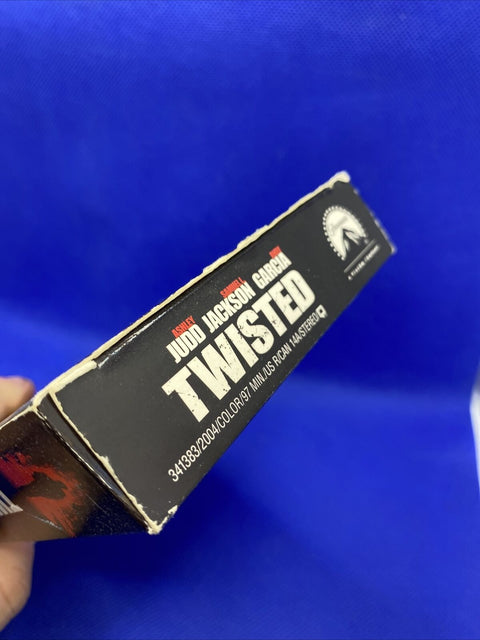 ASHLEY SAMUEL L. ANDY
JUDD JACKSON GARCIA
TWISTED
341383/2004/COLOR/97 MIN./US R/CAN 14A/STEREO